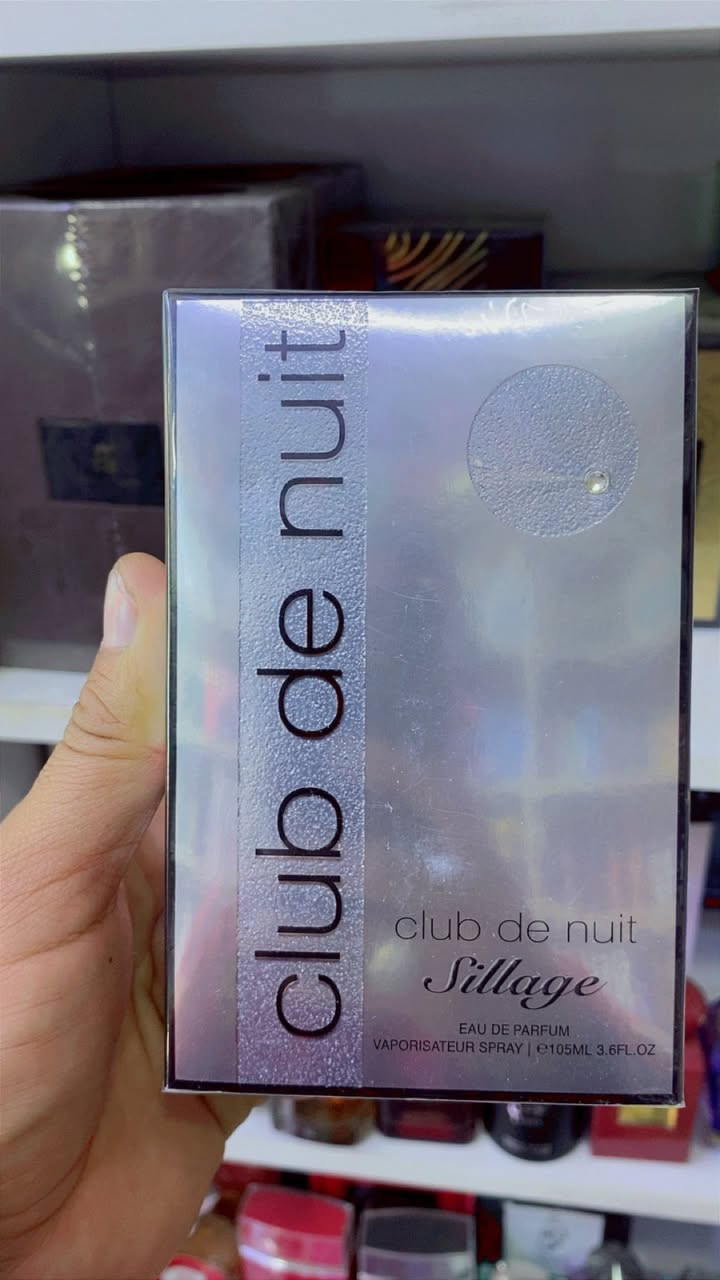 club de nuit
club de nuit
Sillage
EAU DE PARFUM
VAPORISATEUR SPRAY | ℮105ML 3.6FL.OZ